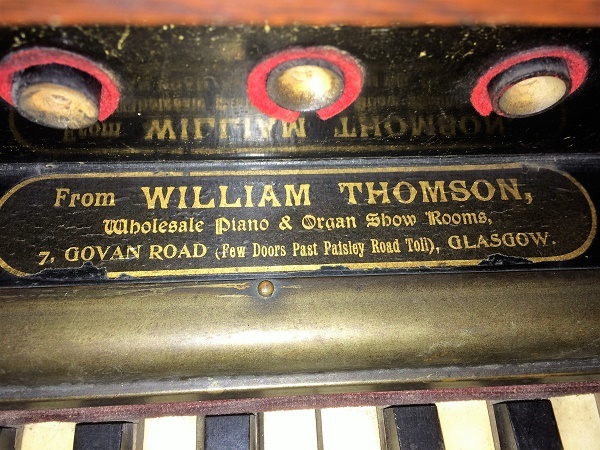 From WILLIAM THOMSON,
Wholesale Piano & Organ Show Rooms,
7, GOVAN ROAD (Few Doors Past Paisley Road Toll), GLASGOW.